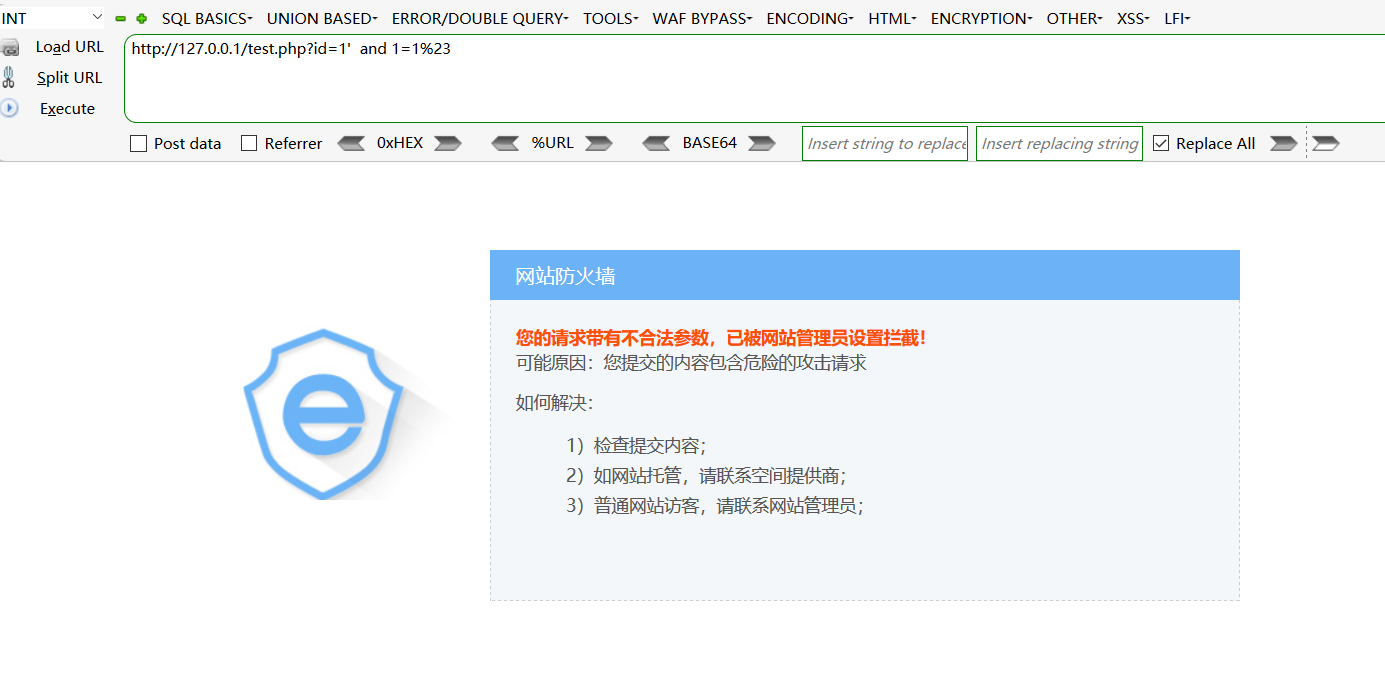 INT SQL BASICS UNION BASED ERROR/DOUBLE QUERY TOOLS WAF BYPASS ENCODING HTML ENCRYPTION OTHER XSS LFI
Load URL
http://127.0.0.1/test.php?id=1'  and 1=1%23
Split URL
Execute
Post data Referrer 0xHEX %URL BASE64 Insert string to replace Insert replacing string Replace All
网站防火墙
您的请求带有不合法参数，已被网站管理员设置拦截！
可能原因：您提交的内容包含危险的攻击请求
如何解决：
1）检查提交内容；
2）如网站托管，请联系空间提供商；
3）普通网站访客，请联系网站管理员；
e